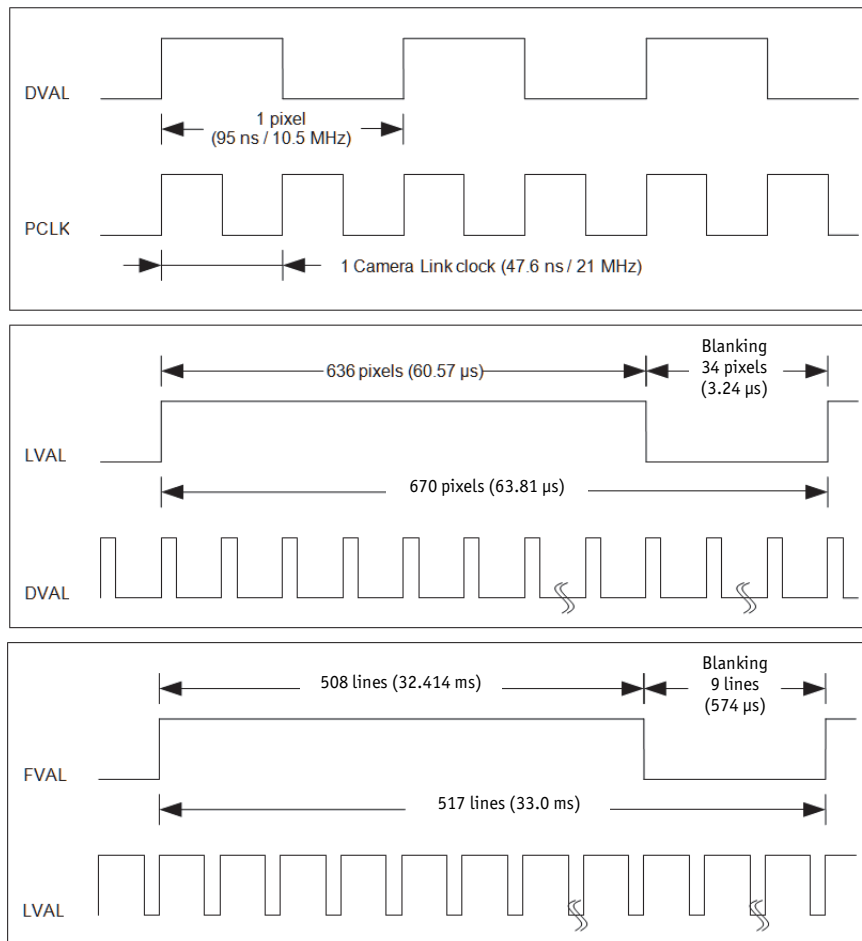 DVAL
1 pixel
(95 ns / 10.5 MHz)
PCLK
1 Camera Link clock (47.6 ns / 21 MHz)
636 pixels (60.57 µs)
Blanking
34 pixels
(3.24 µs)
LVAL
670 pixels (63.81 µs)
DVAL
508 lines (32.414 ms)
Blanking
9 lines
(574 µs)
FVAL
517 lines (33.0 ms)
LVAL